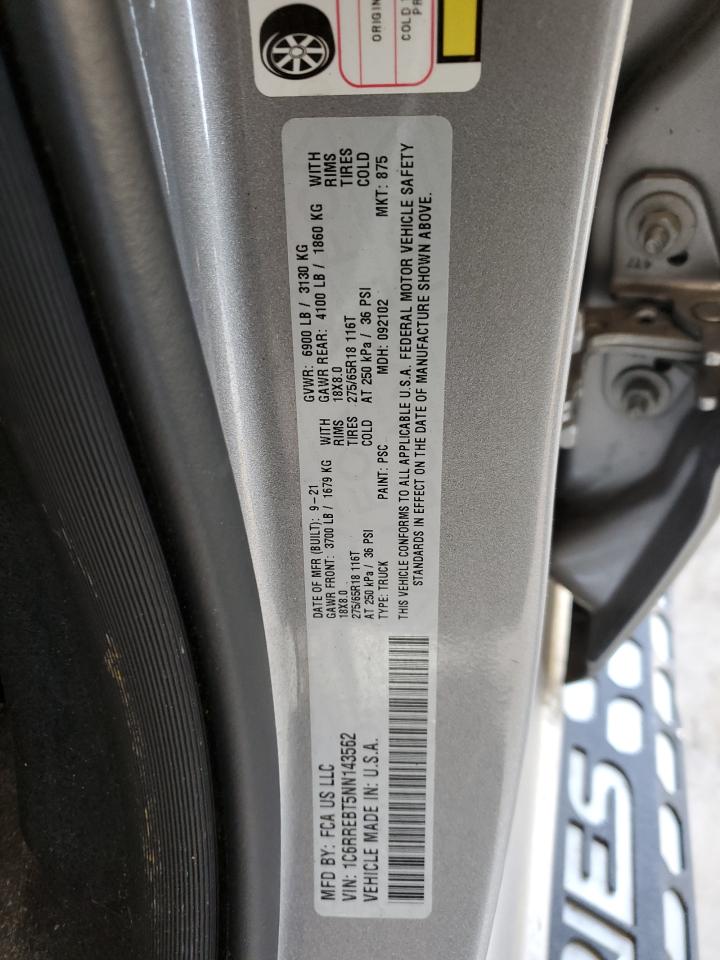 MFD BY: FCA US LLC
DATE OF MFR (BUILT): 9-21
GVWR: 6900 LB / 3130 KG
GAWR FRONT: 3700 LB / 1679 KG WITH
GAWR REAR: 4100 LB / 1860 KG WITH
18X8.0 RIMS
18X8.0 RIMS
275/65R18 116T TIRES
275/65R18 116T TIRES
AT 250 kPa / 36 PSI COLD
AT 250 kPa / 36 PSI COLD
VIN: 1C6RREBT5NN143562
TYPE: TRUCK
PAINT: PSC
MDH: 092102
MKT: 875
VEHICLE MADE IN: U.S.A.
THIS VEHICLE CONFORMS TO ALL APPLICABLE U.S.A. FEDERAL MOTOR VEHICLE SAFETY
STANDARDS IN EFFECT ON THE DATE OF MANUFACTURE SHOWN ABOVE.
ORIGIN
COLD
RIES